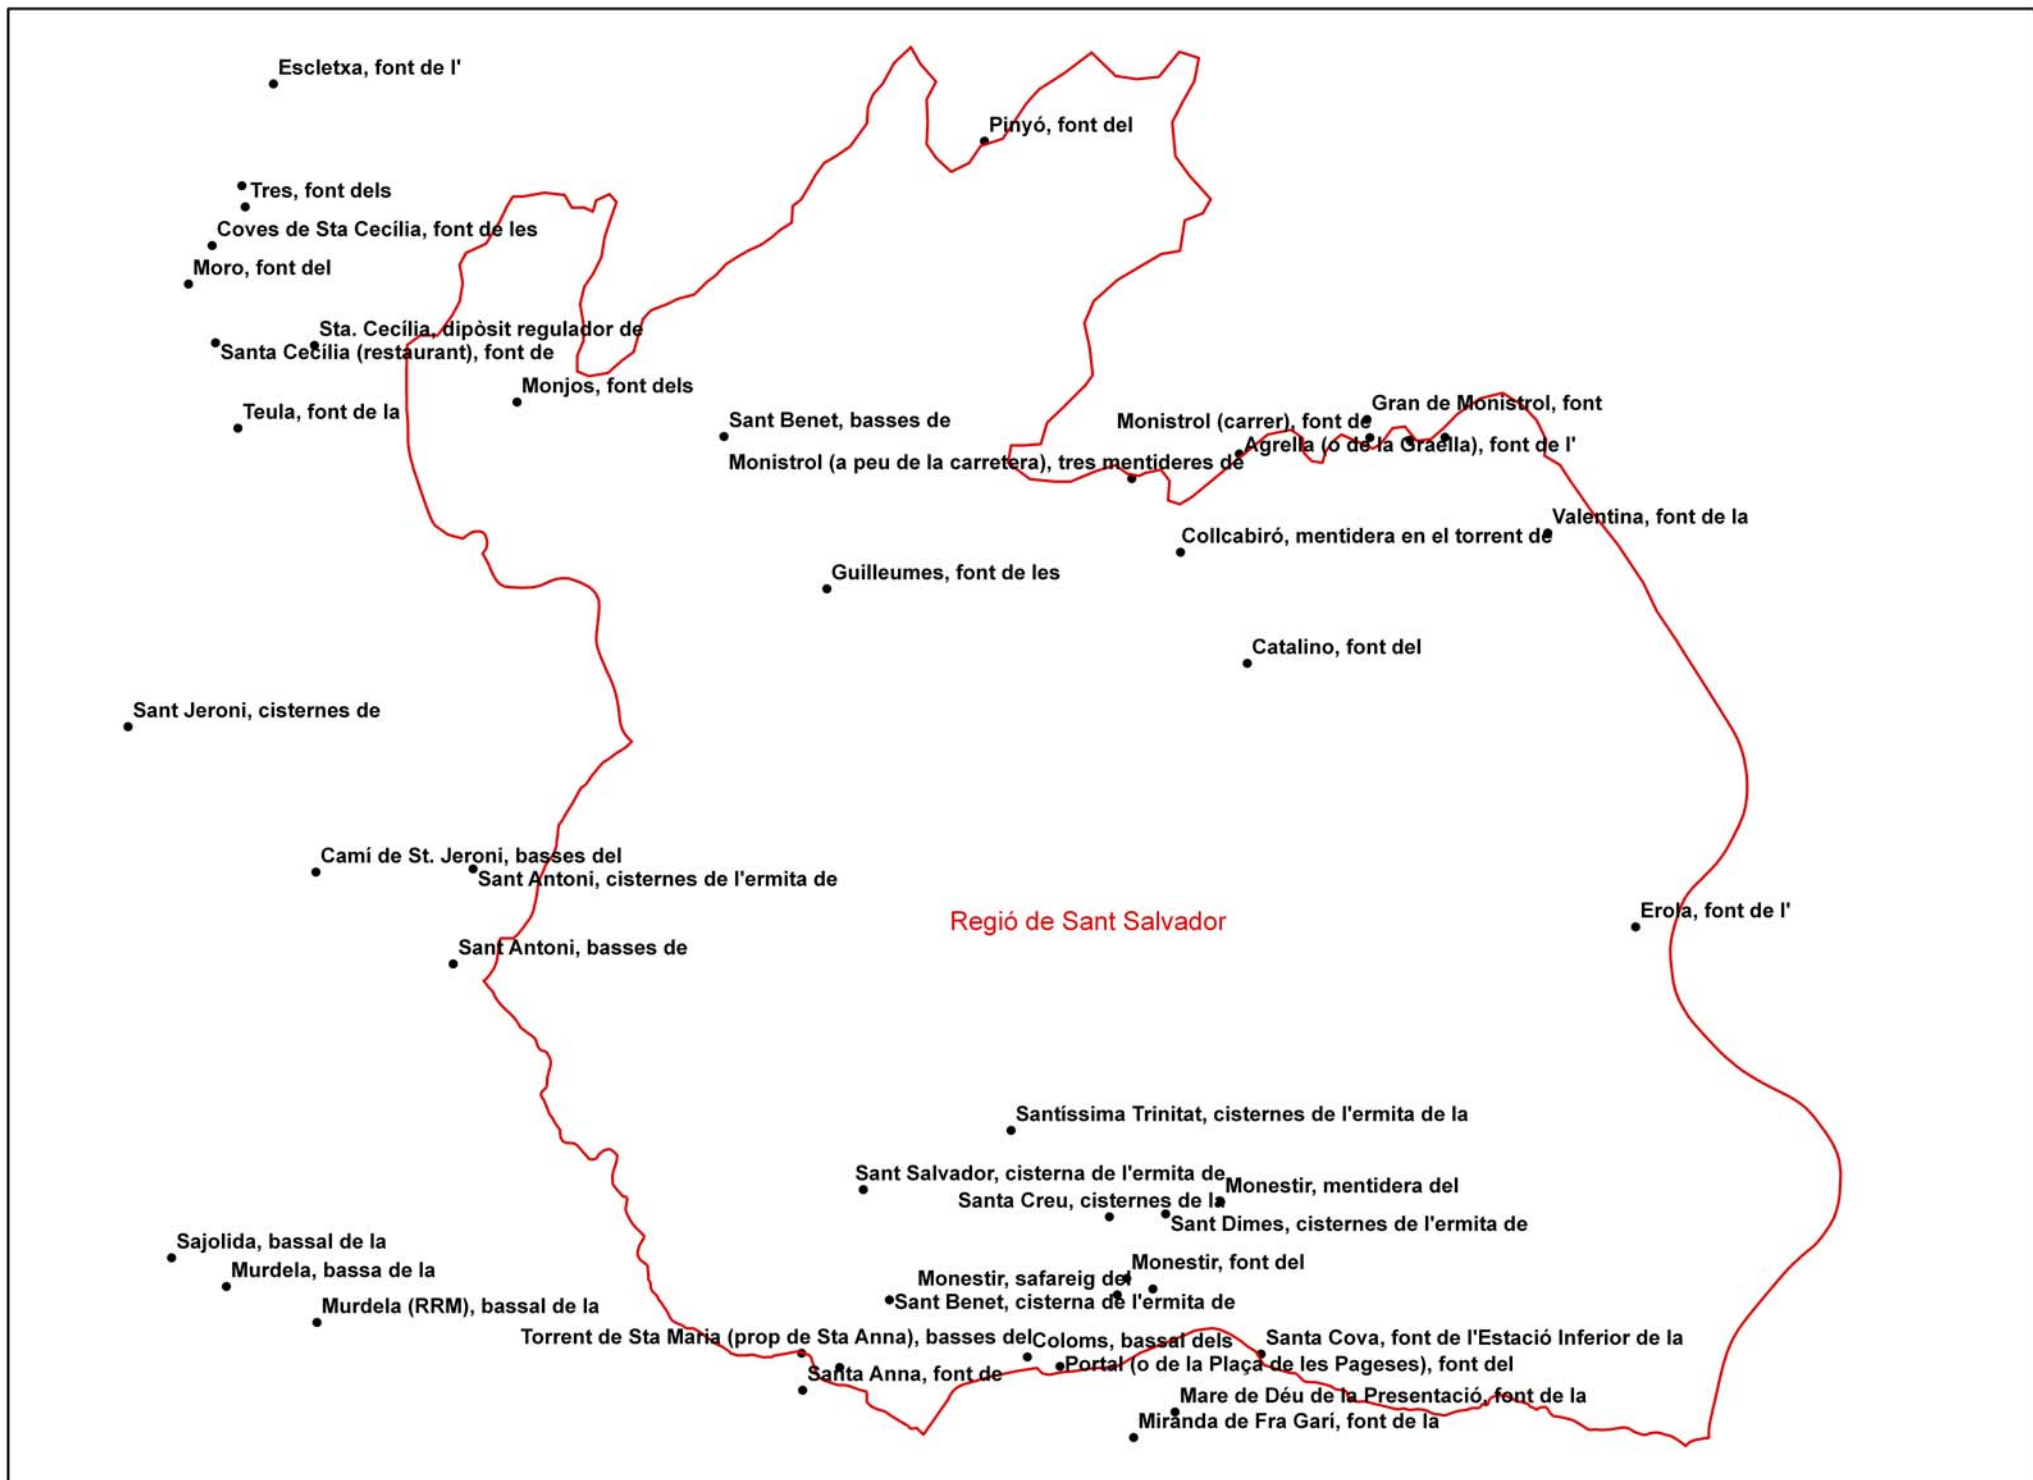 Escletxa, font de l'
Pinyó, font del
Tres, font dels
Coves de Sta Cecília, font de les
Moro, font del
Sta. Cecília, dipòsit regulador de
Santa Cecília (restaurant), font de
Monjos, font dels
Teula, font de la
Sant Benet, basses de
Gran de Monistrol, font
Monistrol (carrer), font de
Agrella (o de la Graella), font de l'
Monistrol (a peu de la carretera), tres mentideres de
Valentina, font de la
Collcabiró, mentidera en el torrent de
Guilleumes, font de les
Catalino, font del
Sant Jeroni, cisternes de
Camí de St. Jeroni, basses del
Sant Antoni, cisternes de l'ermita de
Regió de Sant Salvador
Erola, font de l'
Sant Antoni, basses de
Santíssima Trinitat, cisternes de l'ermita de la
Sant Salvador, cisterna de l'ermita de
Monestir, mentidera del
Santa Creu, cisternes de la
Sant Dimes, cisternes de l'ermita de
Sajolida, bassal de la
Murdela, bassa de la
Monestir, font del
Monestir, safareig del
Sant Benet, cisterna de l'ermita de
Murdela (RRM), bassal de la
Torrent de Sta Maria (prop de Sta Anna), basses del
Coloms, bassal dels
Santa Cova, font de l'Estació Inferior de la
Portal (o de la Plaça de les Pageses), font del
Santa Anna, font de
Mare de Déu de la Presentació, font de la
Miranda de Fra Garí, font de la